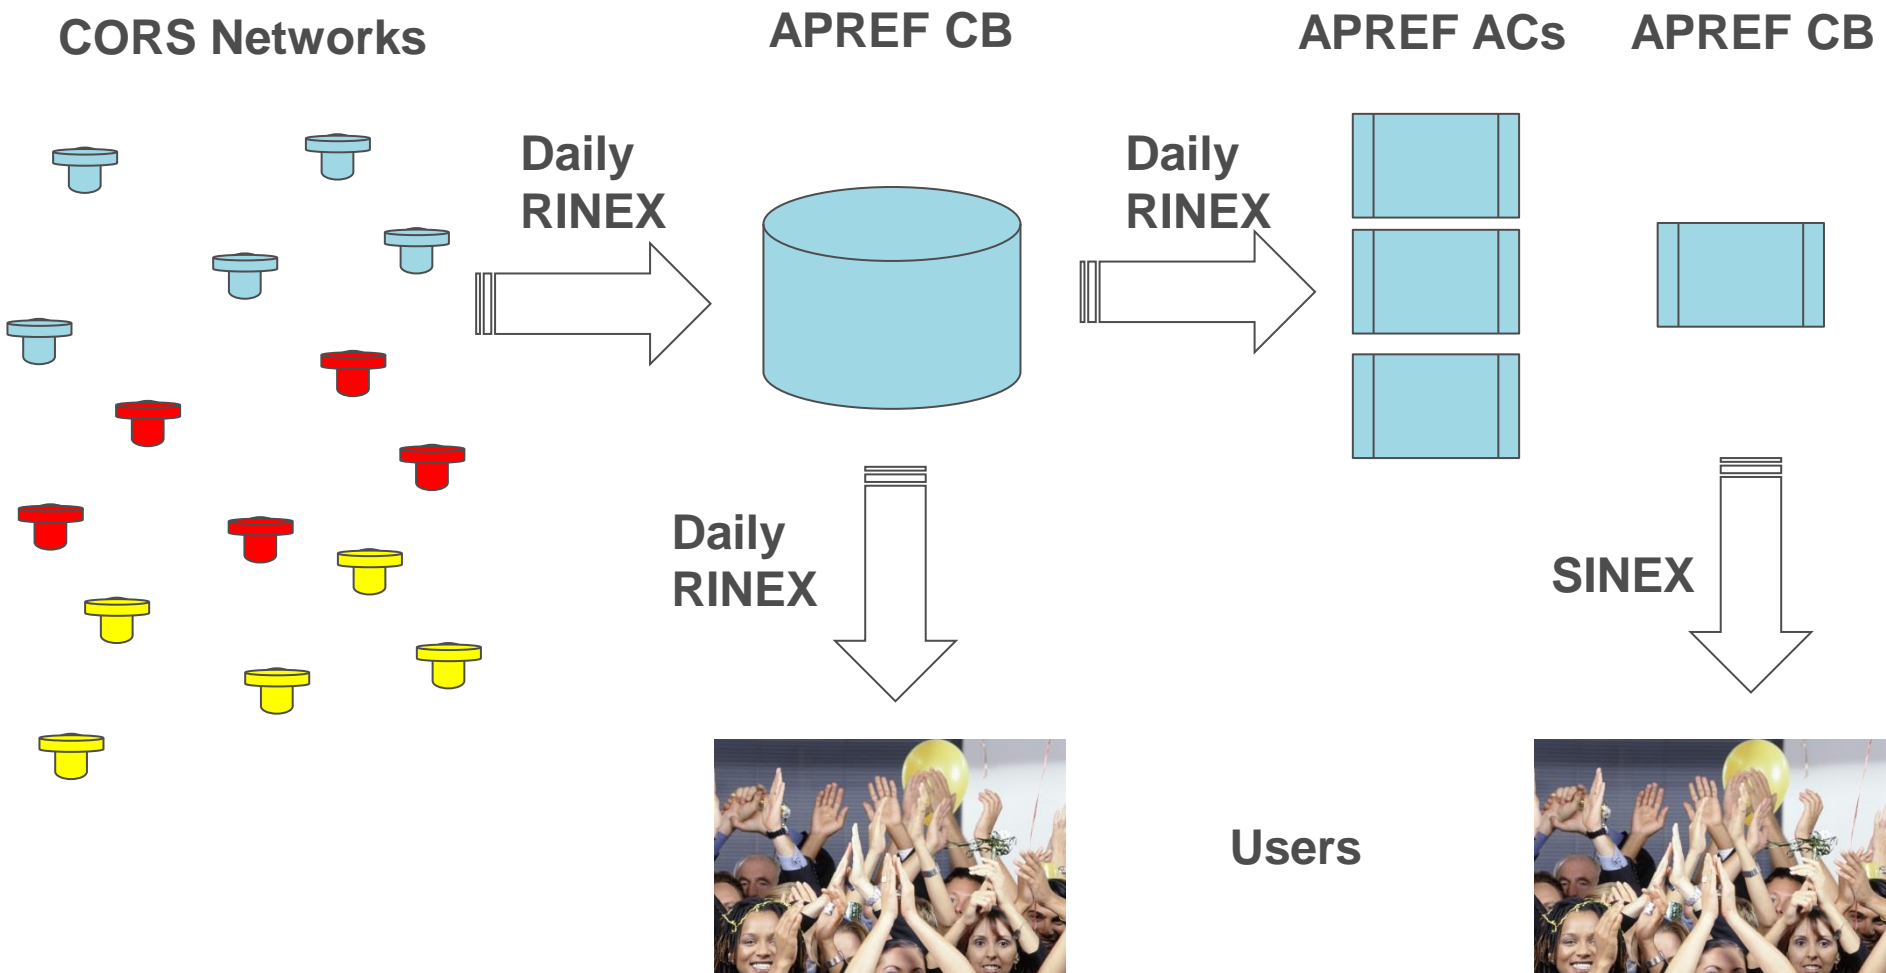 CORS Networks
APREF CB
APREF ACs
APREF CB
Daily
RINEX
Daily
RINEX
Daily
RINEX
SINEX
Users